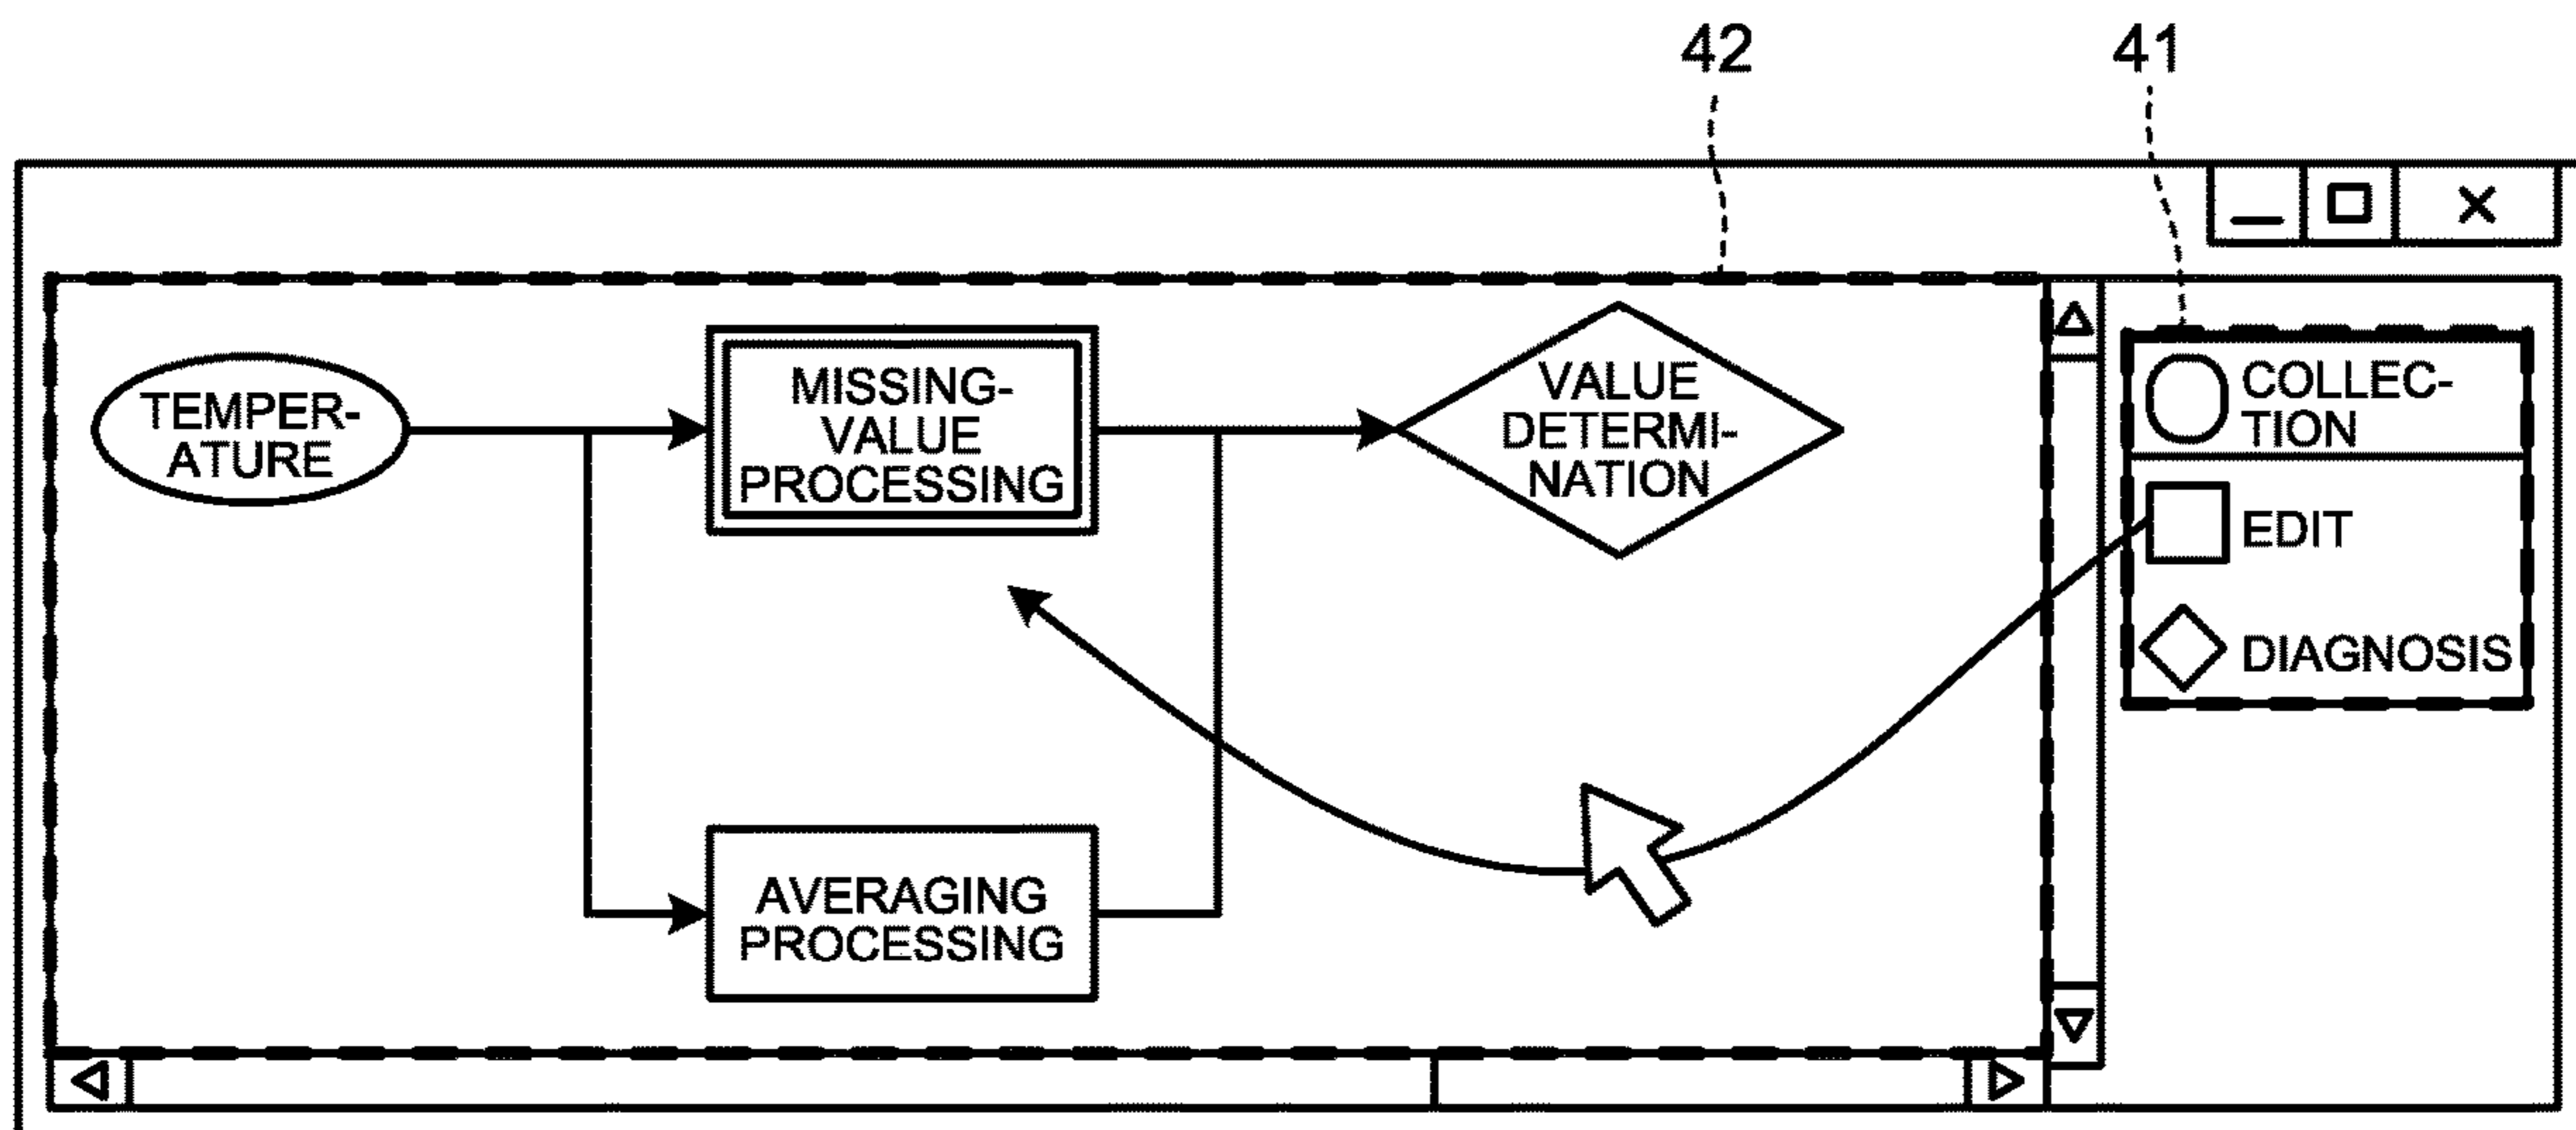 42
41
TEMPER-
ATURE
MISSING-
VALUE
PROCESSING
VALUE
DETERMI-
NATION
AVERAGING
PROCESSING
COLLEC-
TION
EDIT
DIAGNOSIS